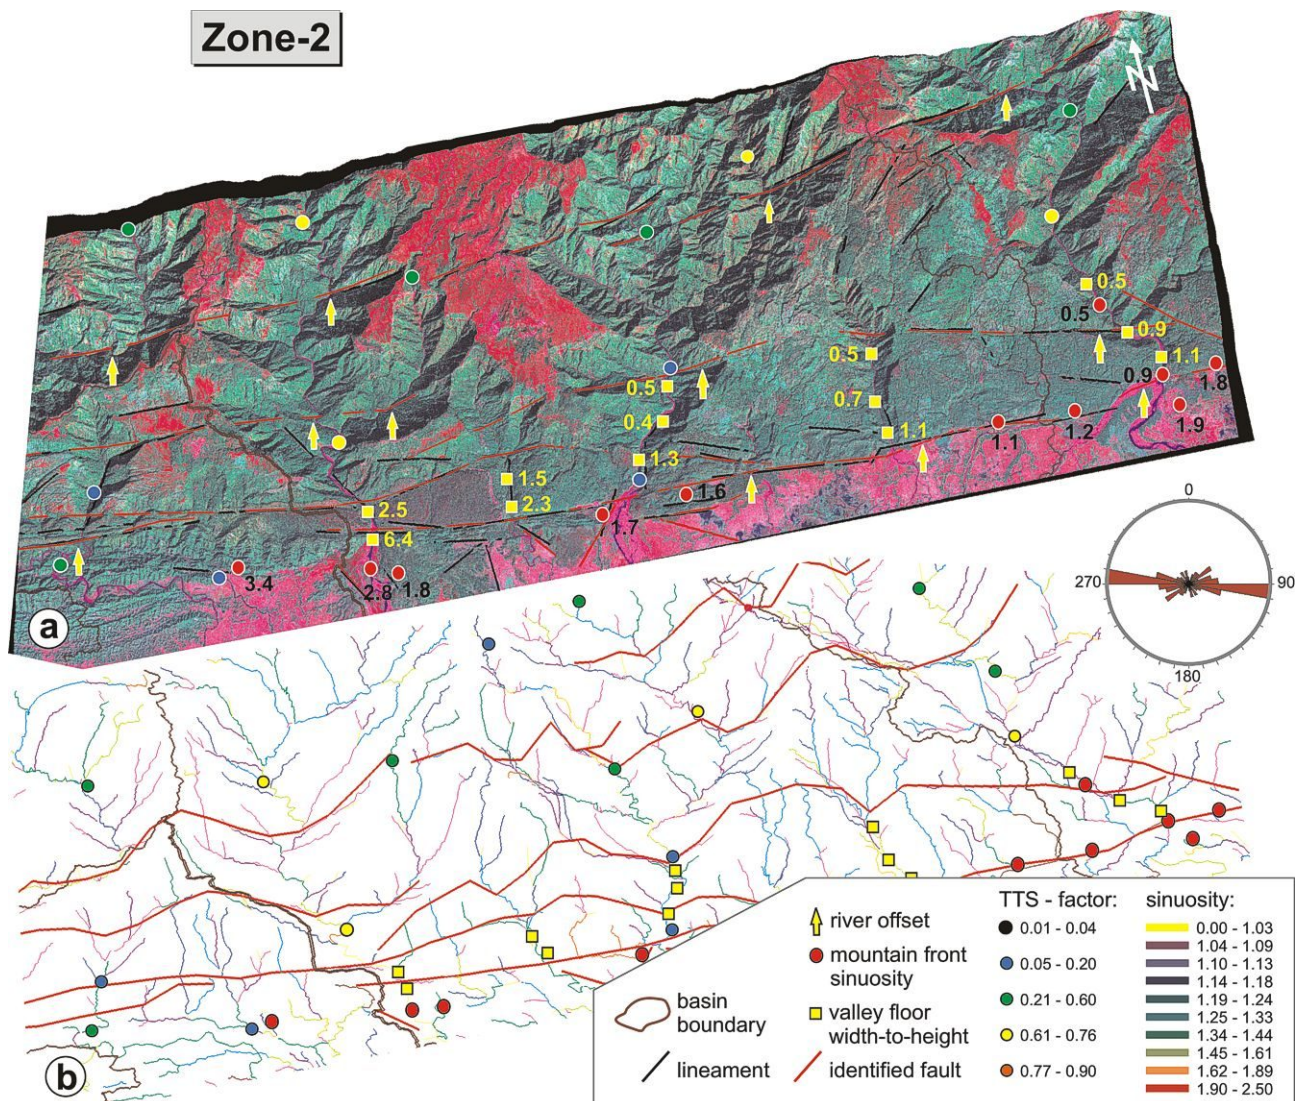 Zone-2
N
0.5
0.5
0.9
1.1
0.9
1.8
1.9
1.2
1.1
0.5
0.7
1.1
0.5
0.4
1.3
1.6
1.7
1.5
2.3
2.5
6.4
2.8
1.8
3.4
a
0
270
90
180
b
river offset
mountain front
sinuosity
valley floor
width-to-height
identified fault
basin
boundary
lineament
TTS - factor:
0.01 - 0.04
0.05 - 0.20
0.21 - 0.60
0.61 - 0.76
0.77 - 0.90
sinuosity:
0.00 - 1.03
1.04 - 1.09
1.10 - 1.13
1.14 - 1.18
1.19 - 1.24
1.25 - 1.33
1.34 - 1.44
1.45 - 1.61
1.62 - 1.89
1.90 - 2.50